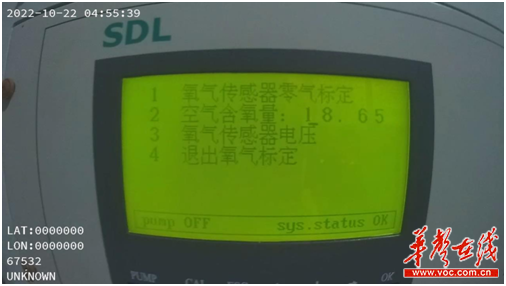 2022-10-22 04:55:39
SDL
1 氧气传感器零气标定
2 空气含氧量: 18.65
3 氧气传感器电压
4 退出氧气标定
pump OFF sys.status OK
LAT:0000000
LON:0000000
67532
UNKNOWN
PUMP
OK
华声在线
www.voc.com.cn